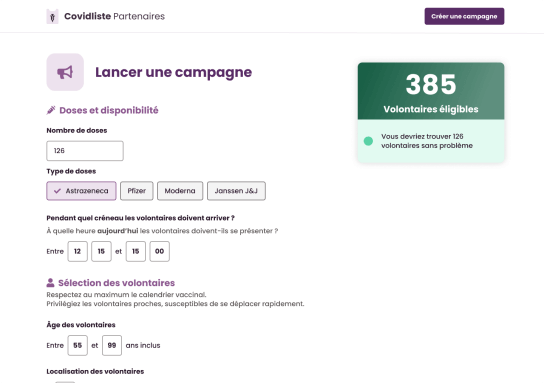 Covidliste Partenaires
Créer une campagne
Lancer une campagne
385
Volontaires éligibles
Vous devriez trouver 126
volontaires sans problème
Doses et disponibilité
Nombre de doses
126
Type de doses
Astrazeneca Pfizer Moderna Janssen J&J
Pendant quel créneau les volontaires doivent arriver ?
À quelle heure aujourd'hui les volontaires doivent-ils se présenter ?
Entre 12 15 et 15 00
Sélection des volontaires
Respectez au maximum le calendrier vaccinal.
Privilégiez les volontaires proches, susceptibles de se déplacer rapidement.
Âge des volontaires
Entre 55 et 99 ans inclus
Localisation des volontaires